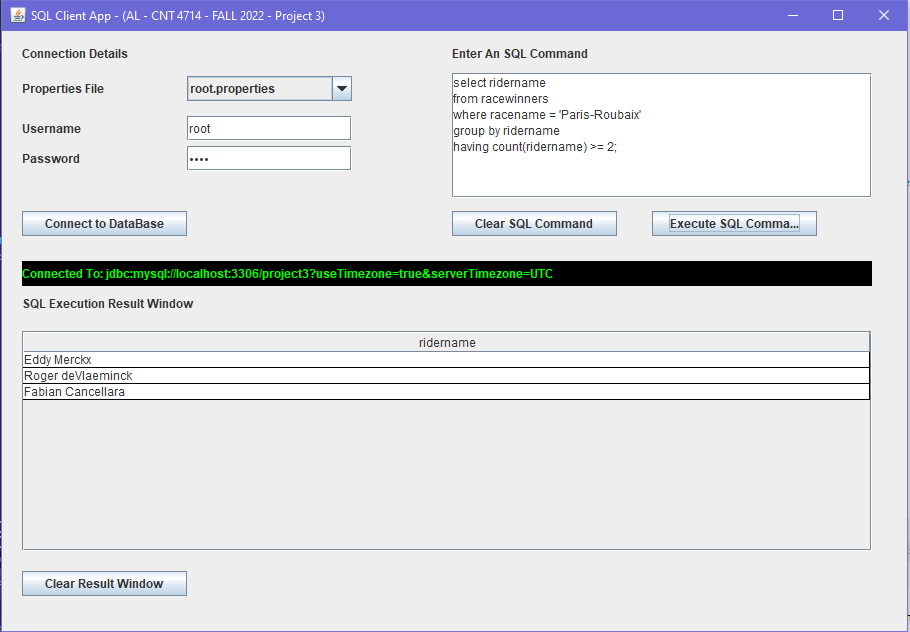 SQL Client App - (AL - CNT 4714 - FALL 2022 - Project 3)
Connection Details
Enter An SQL Command
Properties File
root.properties
select ridername
from racewinners
where racename = 'Paris-Roubaix'
group by ridername
having count(ridername) >= 2;
Username
root
Password
••••
Connect to DataBase
Clear SQL Command
Execute SQL Comma...
Connected To: jdbc:mysql://localhost:3306/project3?useTimezone=true&serverTimezone=UTC
SQL Execution Result Window
ridername
Eddy Merckx
Roger deVlaeminck
Fabian Cancellara
Clear Result Window